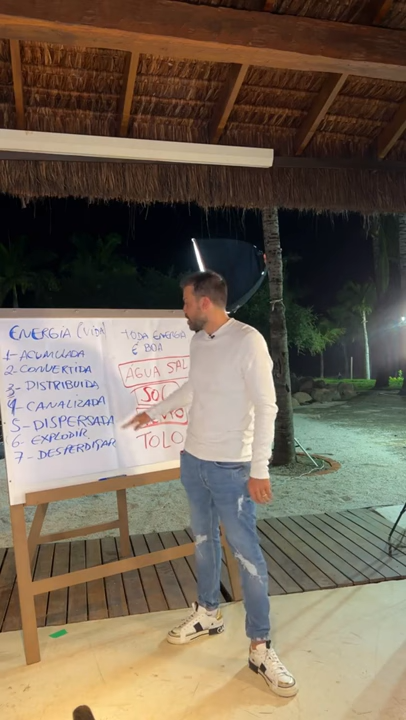 ENERGIA (VIDA)
1- ACUMULADA
2- CONVERTIDA
3- DISTRIBUIDA
4- CANALIZADA
5- DISPERSADA
6- EXPLODIR
7- DESPERDIÇAR
TODA ENERGIA
É BOA
ÁGUA SAL
SOL
TOLO